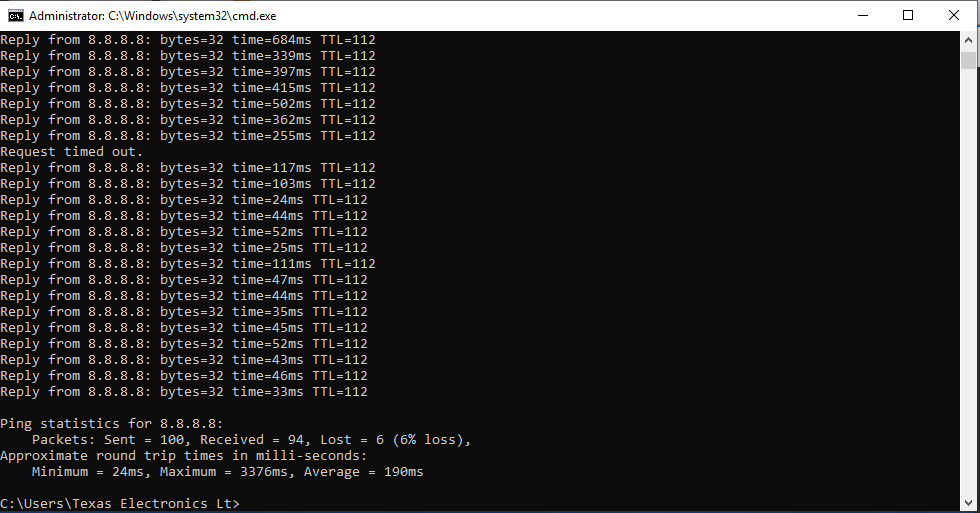 Administrator: C:\Windows\system32\cmd.exe
Reply from 8.8.8.8: bytes=32 time=684ms TTL=112
Reply from 8.8.8.8: bytes=32 time=339ms TTL=112
Reply from 8.8.8.8: bytes=32 time=397ms TTL=112
Reply from 8.8.8.8: bytes=32 time=415ms TTL=112
Reply from 8.8.8.8: bytes=32 time=502ms TTL=112
Reply from 8.8.8.8: bytes=32 time=362ms TTL=112
Reply from 8.8.8.8: bytes=32 time=255ms TTL=112
Request timed out.
Reply from 8.8.8.8: bytes=32 time=117ms TTL=112
Reply from 8.8.8.8: bytes=32 time=103ms TTL=112
Reply from 8.8.8.8: bytes=32 time=24ms TTL=112
Reply from 8.8.8.8: bytes=32 time=44ms TTL=112
Reply from 8.8.8.8: bytes=32 time=52ms TTL=112
Reply from 8.8.8.8: bytes=32 time=25ms TTL=112
Reply from 8.8.8.8: bytes=32 time=111ms TTL=112
Reply from 8.8.8.8: bytes=32 time=47ms TTL=112
Reply from 8.8.8.8: bytes=32 time=44ms TTL=112
Reply from 8.8.8.8: bytes=32 time=35ms TTL=112
Reply from 8.8.8.8: bytes=32 time=45ms TTL=112
Reply from 8.8.8.8: bytes=32 time=52ms TTL=112
Reply from 8.8.8.8: bytes=32 time=43ms TTL=112
Reply from 8.8.8.8: bytes=32 time=46ms TTL=112
Reply from 8.8.8.8: bytes=32 time=33ms TTL=112
Ping statistics for 8.8.8.8:
Packets: Sent = 100, Received = 94, Lost = 6 (6% loss),
Approximate round trip times in milli-seconds:
Minimum = 24ms, Maximum = 3376ms, Average = 190ms
C:\Users\Texas Electronics Lt>